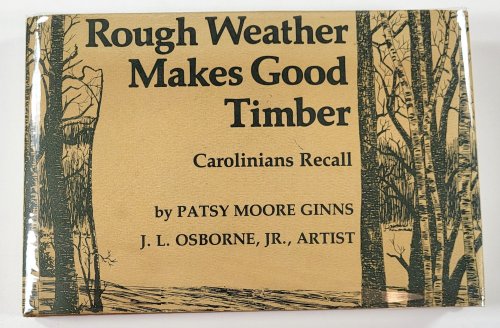 Rough Weather
Makes Good
Timber
Carolinians Recall
by PATSY MOORE GINNS
J. L. OSBORNE, JR., ARTIST